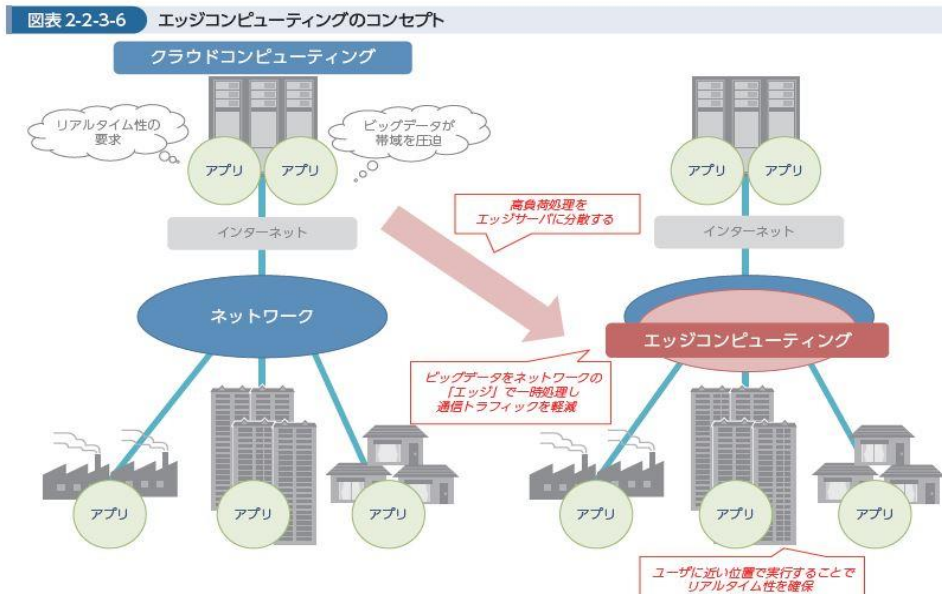 図表 2-2-3-6 エッジコンピューティングのコンセプト
クラウドコンピューティング
リアルタイム性の
要求
ビッグデータが
帯域を圧迫
アプリ
アプリ
インターネット
ネットワーク
アプリ
アプリ
アプリ
高負荷処理を
エッジサーバに分散する
ビッグデータをネットワークの
「エッジ」で一時処理し
通信トラフィックを軽減
アプリ
アプリ
インターネット
エッジコンピューティング
アプリ
アプリ
アプリ
ユーザに近い位置で実行することで
リアルタイム性を確保